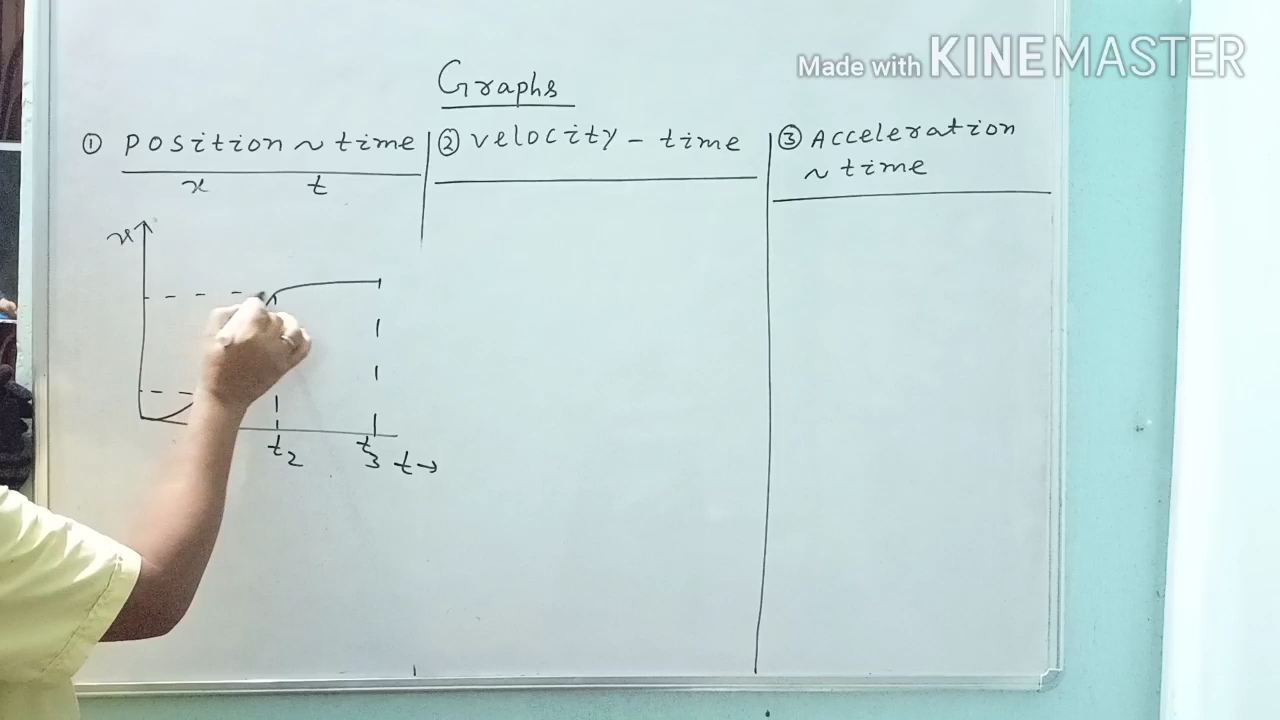 Made with KINEMASTER
Graphs
① Position ~ time
x t
② Velocity - time
③ Acceleration
~ time
x
t2
t3
t →